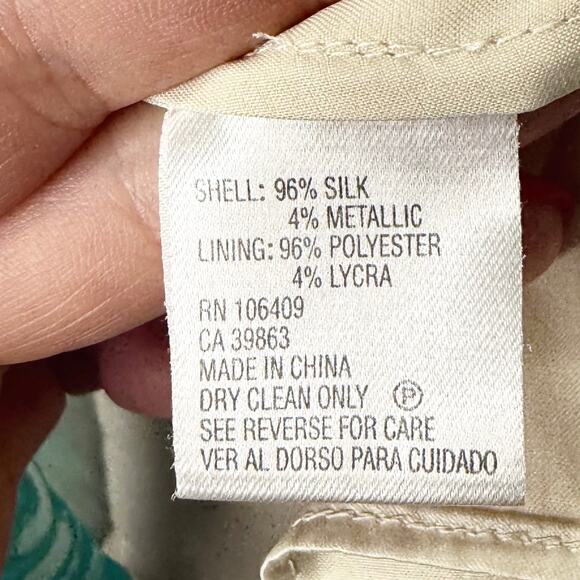 SHELL: 96% SILK
4% METALLIC
LINING: 96% POLYESTER
4% LYCRA
RN 106409
CA 39863
MADE IN CHINA
DRY CLEAN ONLY Ⓟ
SEE REVERSE FOR CARE
VER AL DORSO PARA CUIDADO